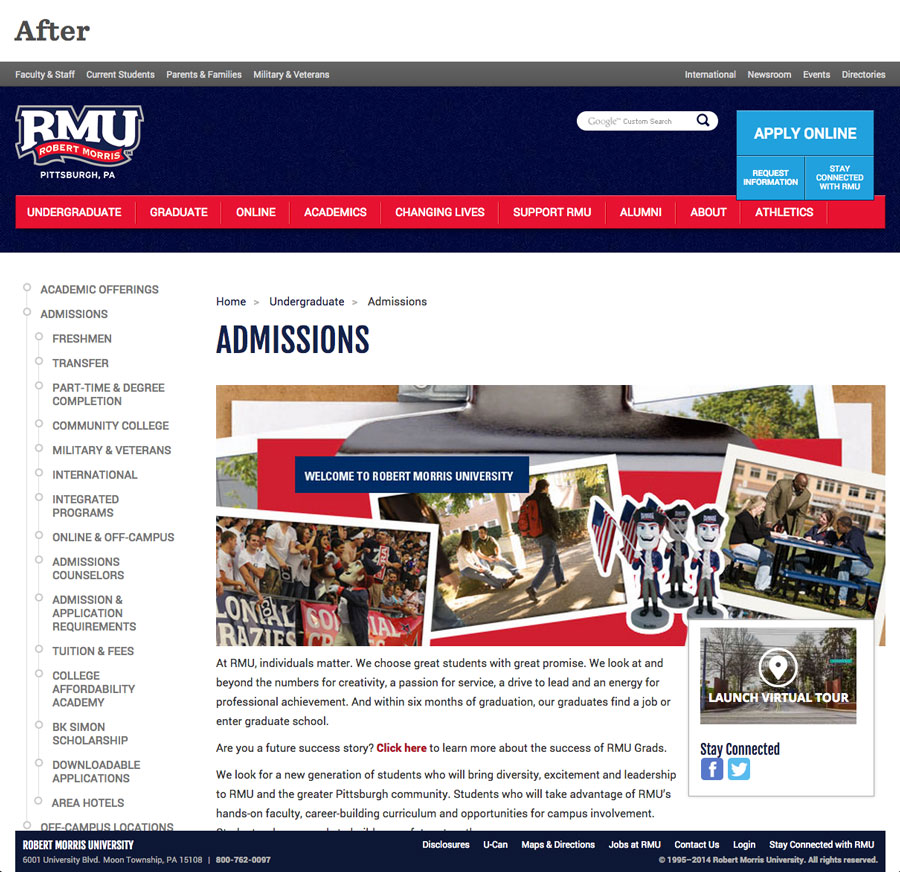 After
Faculty & Staff Current Students Parents & Families Military & Veterans International Newsroom Events Directories
RMU
ROBERT MORRIS
PITTSBURGH, PA
Google™ Custom Search
APPLY ONLINE
REQUEST INFORMATION
STAY CONNECTED WITH RMU
UNDERGRADUATE GRADUATE ONLINE ACADEMICS CHANGING LIVES SUPPORT RMU ALUMNI ABOUT ATHLETICS
ACADEMIC OFFERINGS
ADMISSIONS
FRESHMEN
TRANSFER
PART-TIME & DEGREE
COMPLETION
COMMUNITY COLLEGE
MILITARY & VETERANS
INTERNATIONAL
INTEGRATED
PROGRAMS
ONLINE & OFF-CAMPUS
ADMISSIONS
COUNSELORS
ADMISSION &
APPLICATION
REQUIREMENTS
TUITION & FEES
COLLEGE
AFFORDABILITY
ACADEMY
BK SIMON
SCHOLARSHIP
DOWNLOADABLE
APPLICATIONS
AREA HOTELS
OFF-CAMPUS LOCATIONS
Home > Undergraduate > Admissions
ADMISSIONS
WELCOME TO ROBERT MORRIS UNIVERSITY
At RMU, individuals matter. We choose great students with great promise. We look at and
beyond the numbers for creativity, a passion for service, a drive to lead and an energy for
professional achievement. And within six months of graduation, our graduates find a job or
enter graduate school.
Are you a future success story? Click here to learn more about the success of RMU Grads.
We look for a new generation of students who will bring diversity, excitement and leadership
to RMU and the greater Pittsburgh community. Students who will take advantage of RMU's
hands-on faculty, career-building curriculum and opportunities for campus involvement.
LAUNCH VIRTUAL TOUR
Stay Connected
ROBERT MORRIS UNIVERSITY
6001 University Blvd. Moon Township, PA 15108 | 800-762-0097
Disclosures U-Can Maps & Directions Jobs at RMU Contact Us Login Stay Connected with RMU
© 1995–2014 Robert Morris University. All rights reserved.